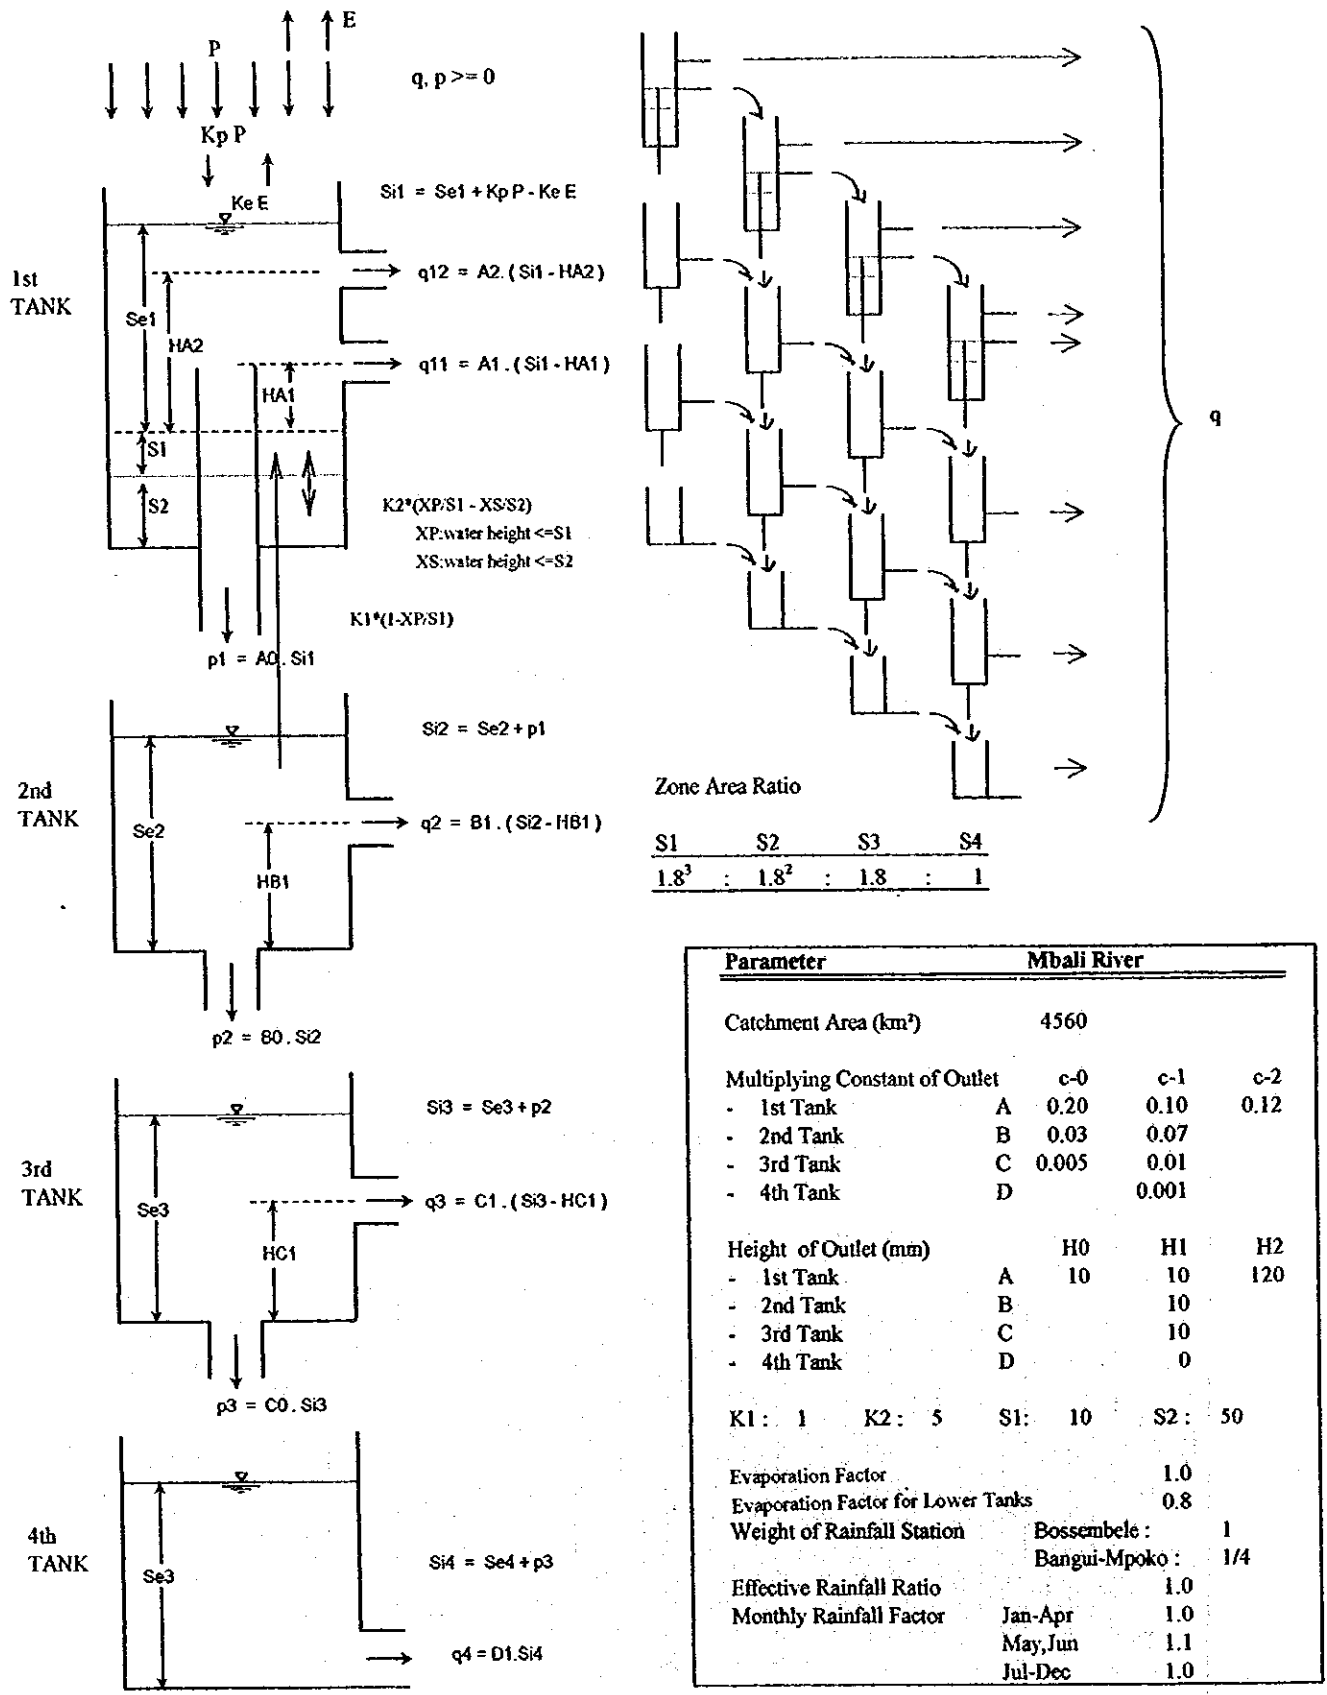 E
P
q, p >= 0
Kp P
Ke E
Si1 = Se1 + Kp P - Ke E
1st
TANK
q12 = A2. (Si1 - HA2)
Se1
HA2
q11 = A1 . (Si1 - HA1)
HA1
S1
S2
K2*(XP/S1 - XS/S2)
XP:water height <=S1
XS:water height <=S2
K1*(1-XP/S1)
p1 = A0. Si1
Si2 = Se2 + p1
2nd
TANK
Se2
q2 = B1 . (Si2 - HB1)
HB1
p2 = B0 . Si2
Si3 = Se3 + p2
3rd
TANK
Se3
q3 = C1 . (Si3 - HC1)
HC1
p3 = C0 . Si3
4th
TANK
Se3
Si4 = Se4 + p3
q4 = D1.Si4
q
Zone Area Ratio
S1 S2 S3 S4
1.8³ : 1.8² : 1.8 : 1
Parameter Mbali River
Catchment Area (km²) 4560
Multiplying Constant of Outlet c-0 c-1 c-2
- 1st Tank A 0.20 0.10 0.12
- 2nd Tank B 0.03 0.07
- 3rd Tank C 0.005 0.01
- 4th Tank D 0.001
Height of Outlet (mm) H0 H1 H2
- 1st Tank A 10 10 120
- 2nd Tank B 10
- 3rd Tank C 10
- 4th Tank D 0
K1 : 1 K2 : 5 S1: 10 S2 : 50
Evaporation Factor 1.0
Evaporation Factor for Lower Tanks 0.8
Weight of Rainfall Station Bossembele : 1
Bangui-Mpoko : 1/4
Effective Rainfall Ratio 1.0
Monthly Rainfall Factor Jan-Apr 1.0
May,Jun 1.1
Jul-Dec 1.0